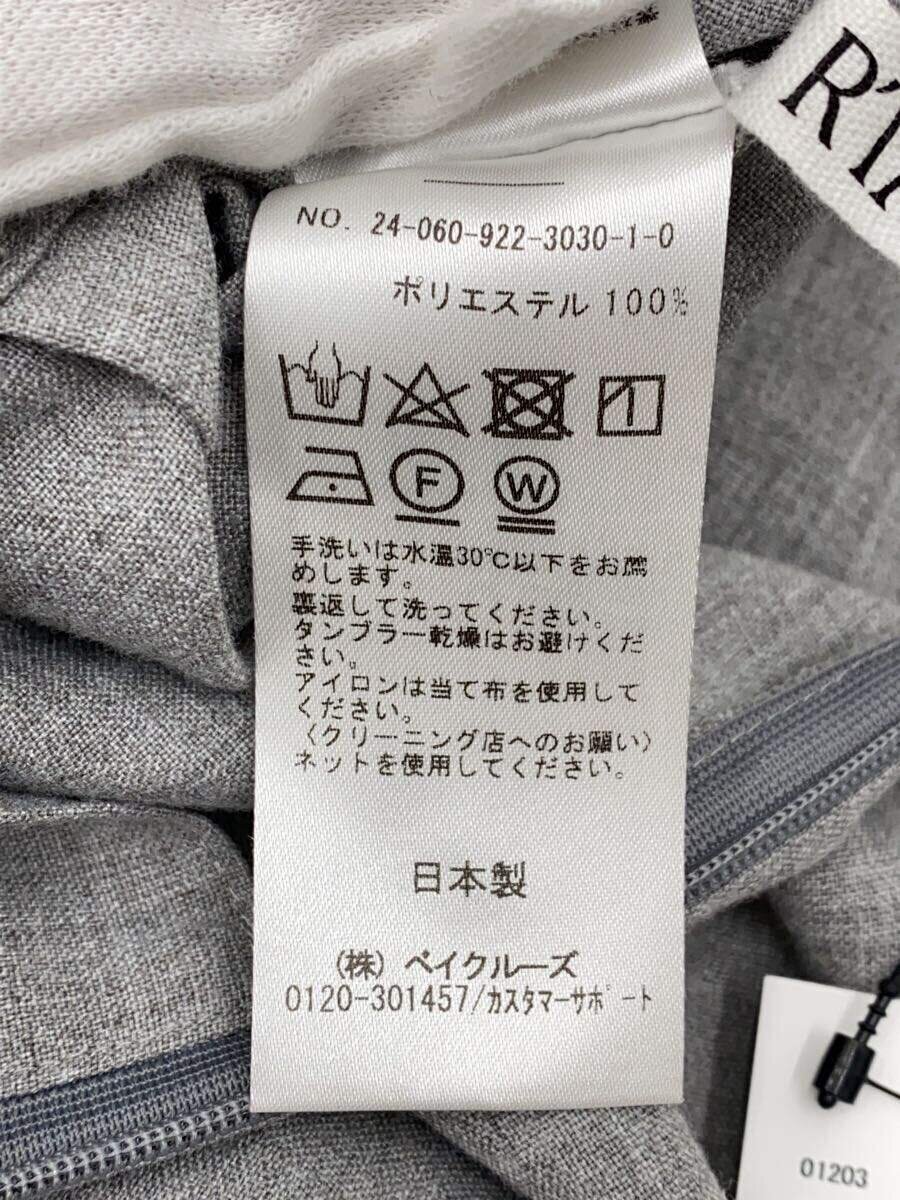 R'I
NO. 24-060-922-3030-1-0
ポリエステル 100%
F
W
手洗いは水温30℃以下をお薦
めします。
裏返して洗ってください。
タンブラー乾燥はお避けくだ
さい。
アイロンは当て布を使用して
ください。
〈クリーニング店へのお願い〉
ネットを使用してください。
日本製
(株) ベイクルーズ
0120-301457/カスタマーサポート
01203